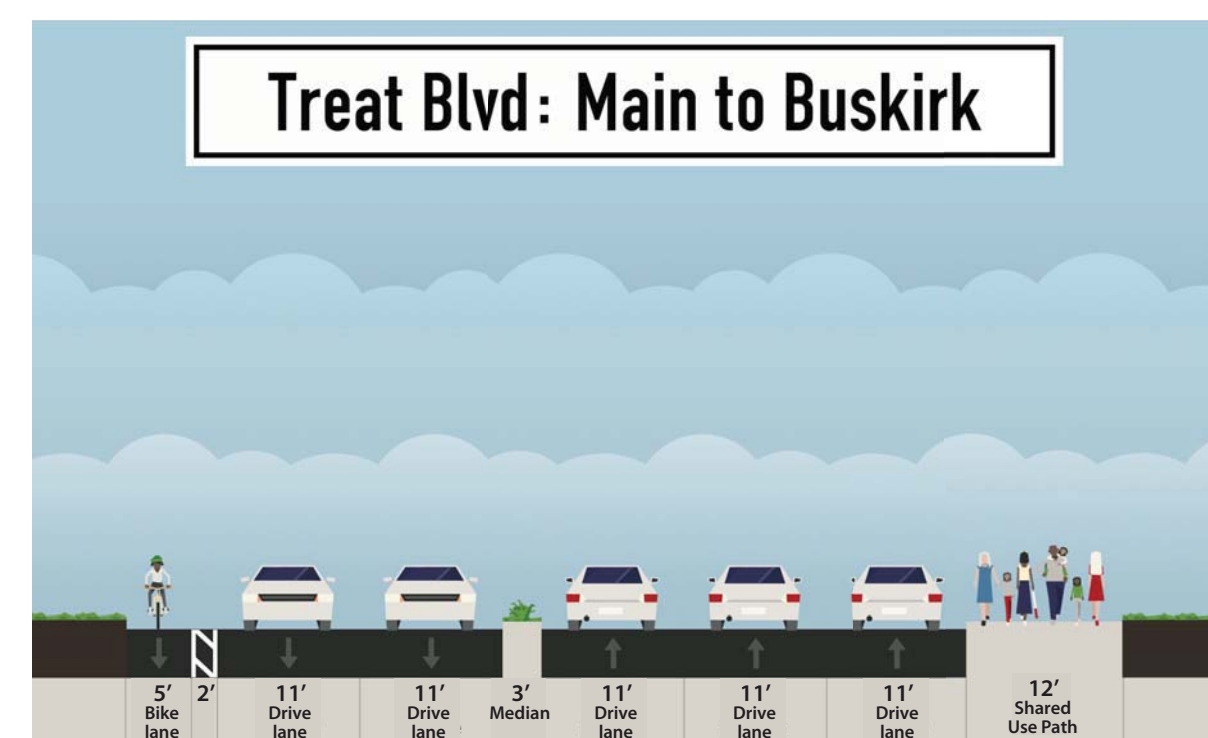 Treat Blvd: Main to Buskirk
5′ 2′ 11′ 11′ 3′ 11′ 11′ 11′ 12′
Bike Drive Drive Median Drive Drive Drive Shared
lane lane lane lane lane lane Use Path